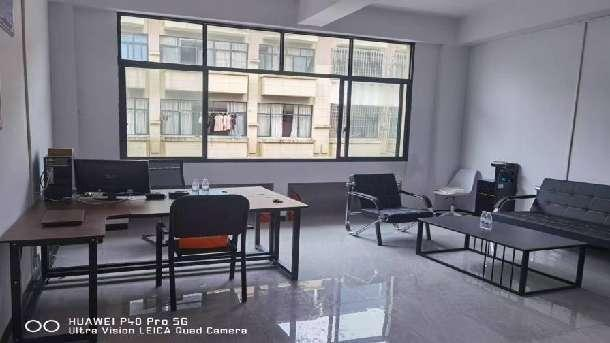 HUAWEI P40 Pro 5G
Ultra Vision LEICA Quad Camera